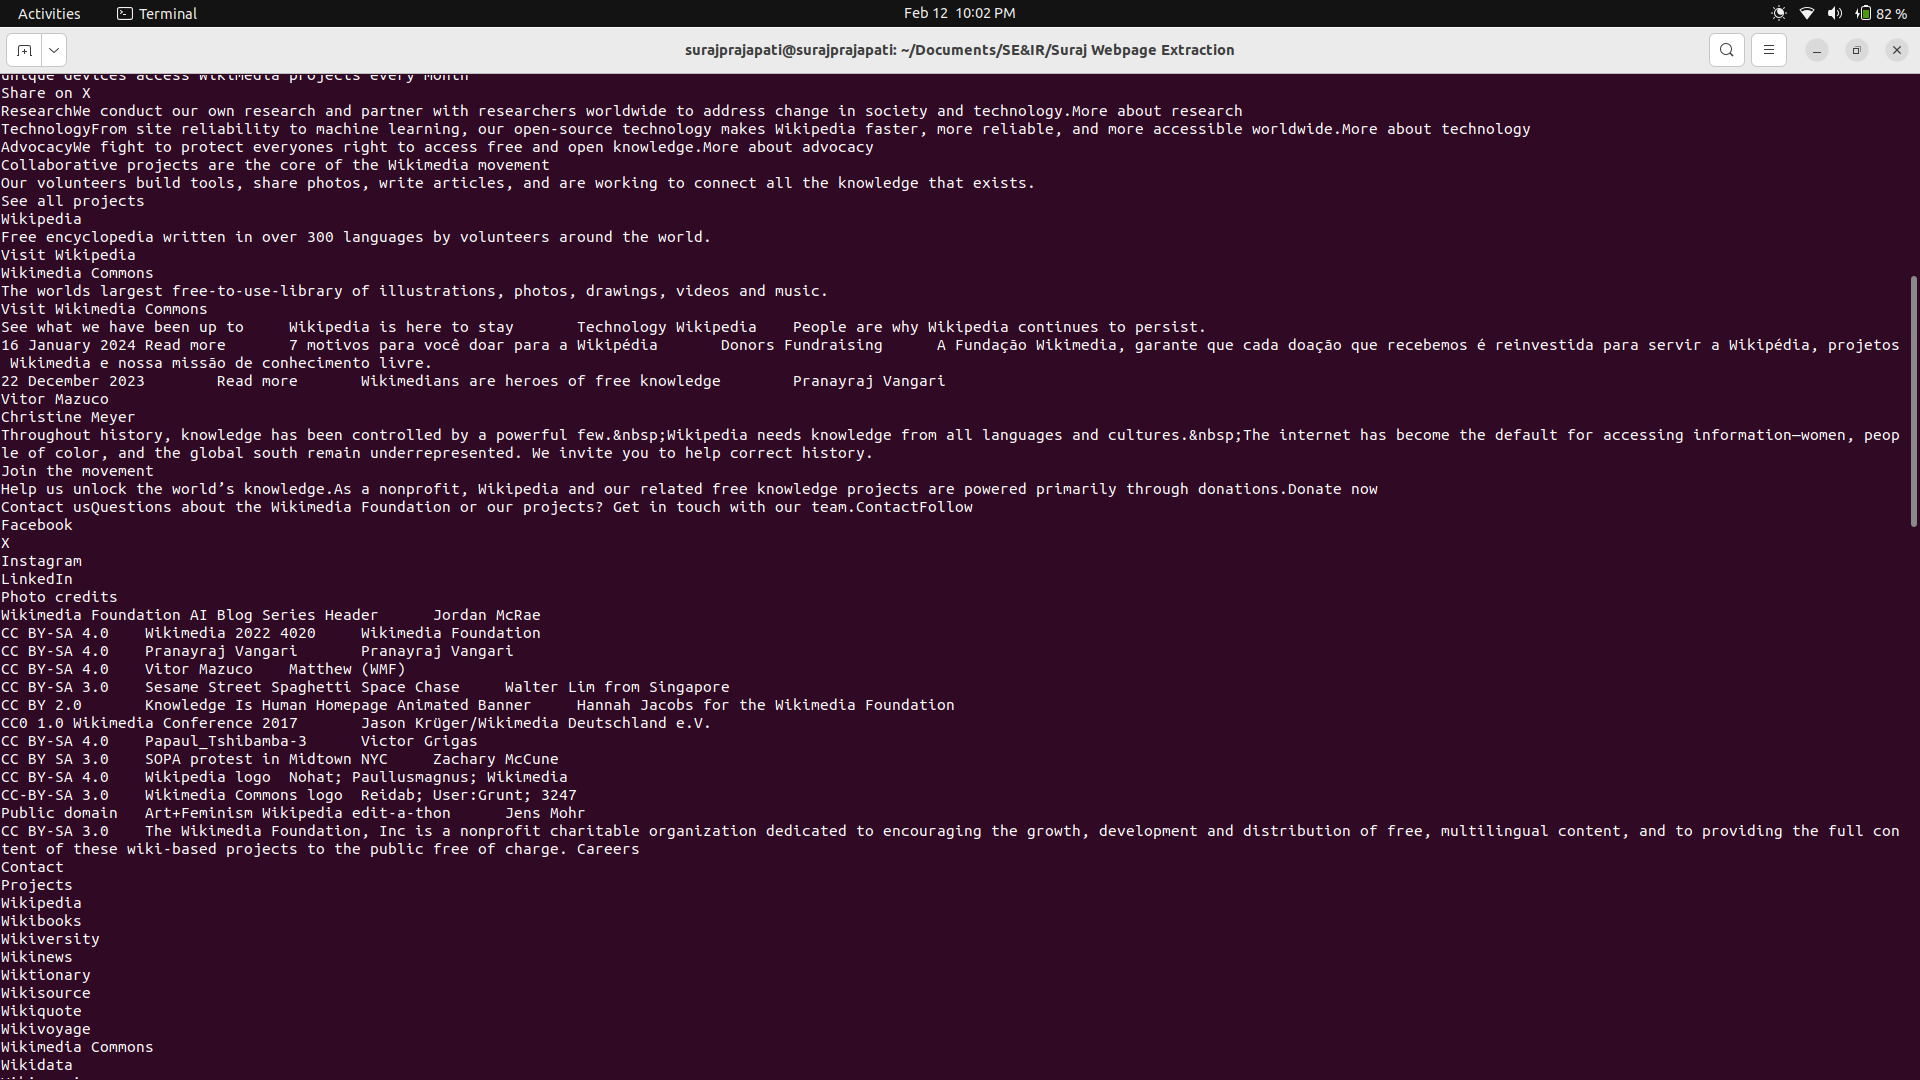 Activities
Terminal
Feb 12 10:02 PM
82 %
surajprajapati@surajprajapati: ~/Documents/SE&IR/Suraj Webpage Extraction
unique devices access Wikimedia projects every month
Share on X
ResearchWe conduct our own research and partner with researchers worldwide to address change in society and technology.More about research
TechnologyFrom site reliability to machine learning, our open-source technology makes Wikipedia faster, more reliable, and more accessible worldwide.More about technology
AdvocacyWe fight to protect everyones right to access free and open knowledge.More about advocacy
Collaborative projects are the core of the Wikimedia movement
Our volunteers build tools, share photos, write articles, and are working to connect all the knowledge that exists.
See all projects
Wikipedia
Free encyclopedia written in over 300 languages by volunteers around the world.
Visit Wikipedia
Wikimedia Commons
The worlds largest free-to-use-library of illustrations, photos, drawings, videos and music.
Visit Wikimedia Commons
See what we have been up to     Wikipedia is here to stay       Technology Wikipedia    People are why Wikipedia continues to persist.
16 January 2024 Read more       7 motivos para você doar para a Wikipédia       Donors Fundraising      A Fundação Wikimedia, garante que cada doação que recebemos é reinvestida para servir a Wikipédia, projetos
 Wikimedia e nossa missão de conhecimento livre.
22 December 2023        Read more       Wikimedians are heroes of free knowledge        Pranayraj Vangari
Vitor Mazuco
Christine Meyer
Throughout history, knowledge has been controlled by a powerful few.&nbsp;Wikipedia needs knowledge from all languages and cultures.&nbsp;The internet has become the default for accessing information—women, peop
le of color, and the global south remain underrepresented. We invite you to help correct history.
Join the movement
Help us unlock the world’s knowledge.As a nonprofit, Wikipedia and our related free knowledge projects are powered primarily through donations.Donate now
Contact usQuestions about the Wikimedia Foundation or our projects? Get in touch with our team.ContactFollow
Facebook
X
Instagram
LinkedIn
Photo credits
Wikimedia Foundation AI Blog Series Header      Jordan McRae
CC BY-SA 4.0    Wikimedia 2022 4020     Wikimedia Foundation
CC BY-SA 4.0    Pranayraj Vangari       Pranayraj Vangari
CC BY-SA 4.0    Vitor Mazuco    Matthew (WMF)
CC BY-SA 3.0    Sesame Street Spaghetti Space Chase     Walter Lim from Singapore
CC BY 2.0       Knowledge Is Human Homepage Animated Banner     Hannah Jacobs for the Wikimedia Foundation
CC0 1.0 Wikimedia Conference 2017       Jason Krüger/Wikimedia Deutschland e.V.
CC BY-SA 4.0    Papaul_Tshibamba-3      Victor Grigas
CC BY SA 3.0    SOPA protest in Midtown NYC     Zachary McCune
CC BY-SA 4.0    Wikipedia logo  Nohat; Paullusmagnus; Wikimedia
CC-BY-SA 3.0    Wikimedia Commons logo  Reidab; User:Grunt; 3247
Public domain   Art+Feminism Wikipedia edit-a-thon      Jens Mohr
CC BY-SA 3.0    The Wikimedia Foundation, Inc is a nonprofit charitable organization dedicated to encouraging the growth, development and distribution of free, multilingual content, and to providing the full con
tent of these wiki-based projects to the public free of charge. Careers
Contact
Projects
Wikipedia
Wikibooks
Wikiversity
Wikinews
Wiktionary
Wikisource
Wikiquote
Wikivoyage
Wikimedia Commons
Wikidata